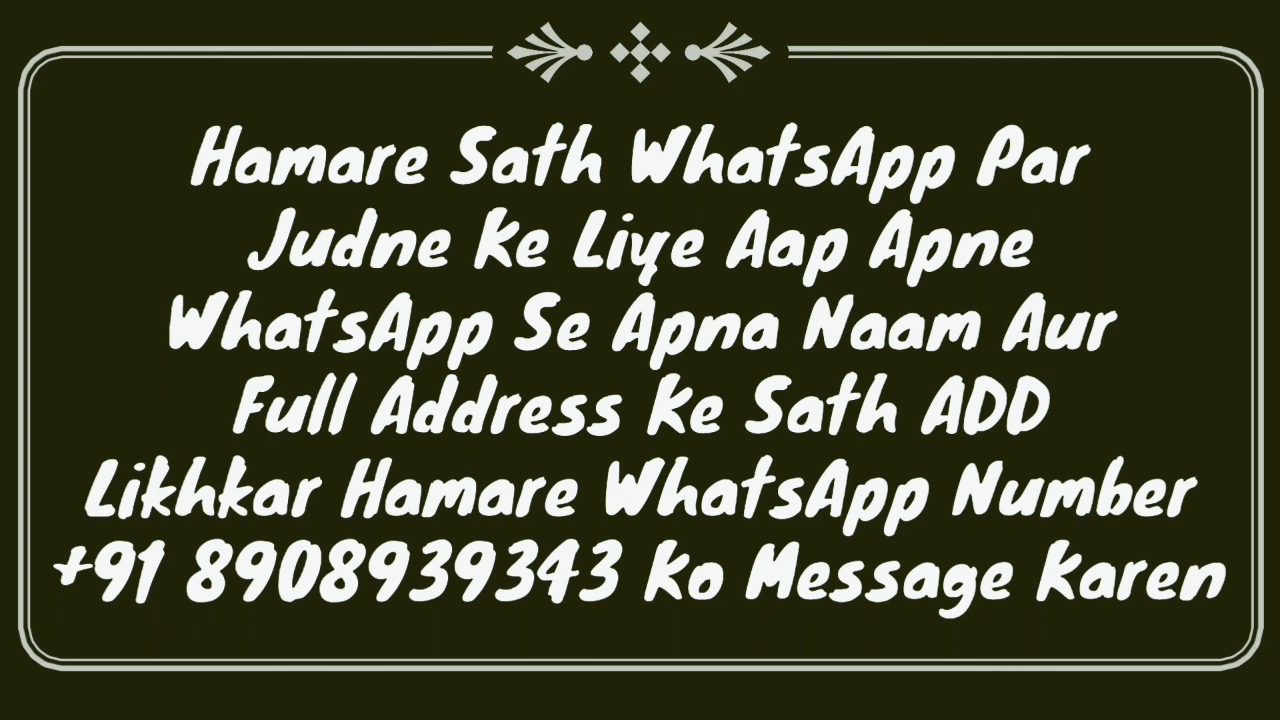 Hamare Sath WhatsApp Par
Judne Ke Liye Aap Apne
WhatsApp Se Apna Naam Aur
Full Address Ke Sath ADD
Likhkar Hamare WhatsApp Number
+91 8908939343 Ko Message Karen